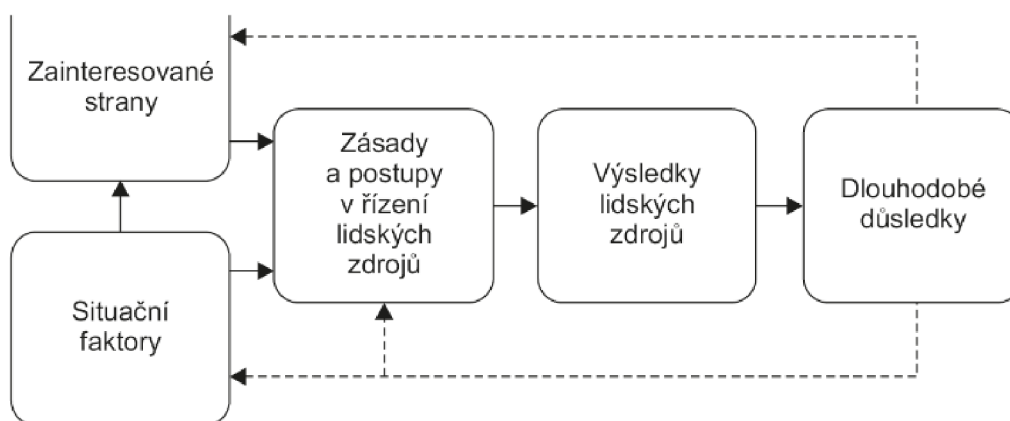 Zainteresované
strany
Situační
faktory
Zásady
a postupy
v řízení
lidských
zdrojů
Výsledky
lidských
zdrojů
Dlouhodobé
důsledky